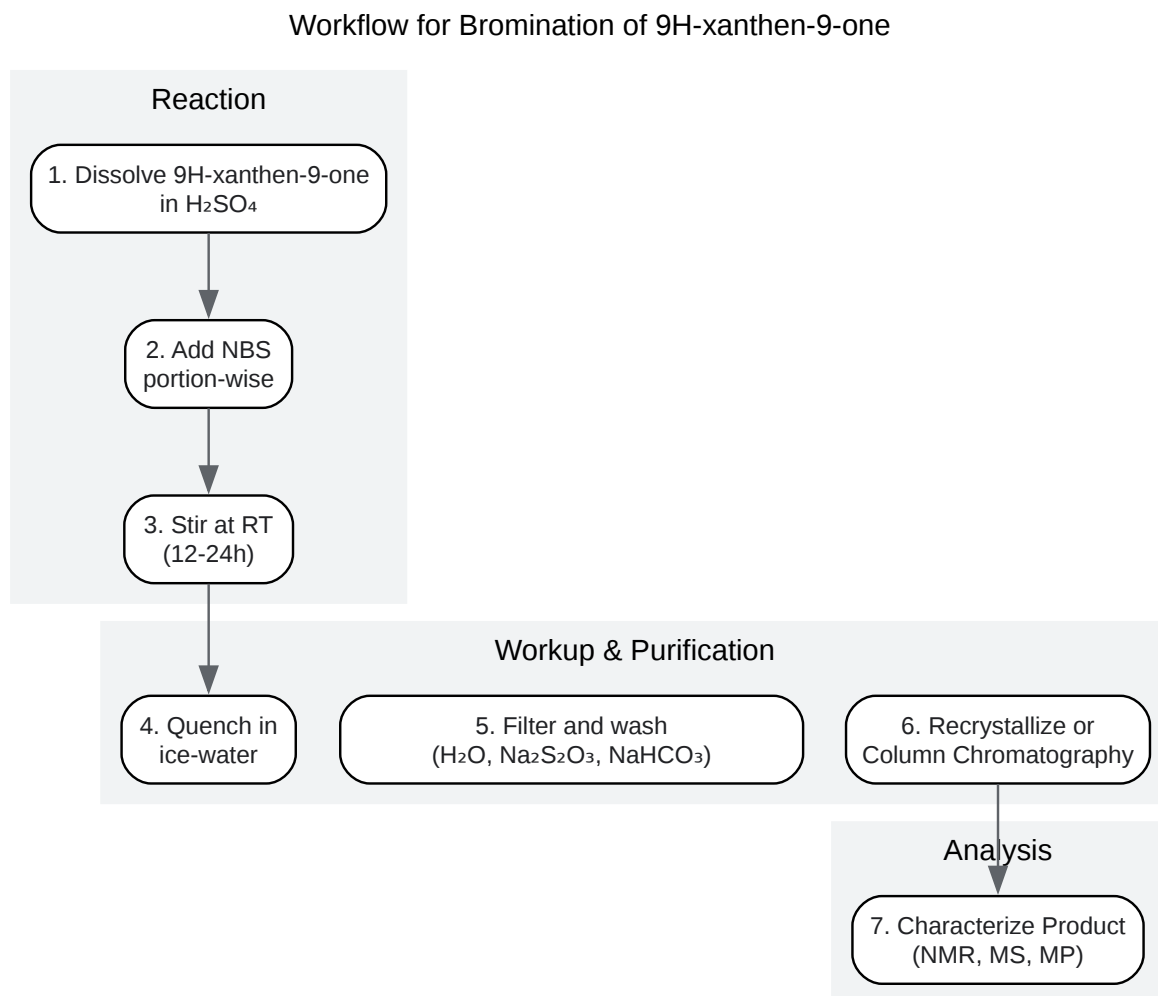 Workflow for Bromination of 9H-xanthen-9-one
Reaction
1. Dissolve 9H-xanthen-9-one
in H₂SO₄
2. Add NBS
portion-wise
3. Stir at RT
(12-24h)
Workup & Purification
4. Quench in
ice-water
5. Filter and wash
(H₂O, Na₂S₂O₃, NaHCO₃)
6. Recrystallize or
Column Chromatography
Analysis
7. Characterize Product
(NMR, MS, MP)